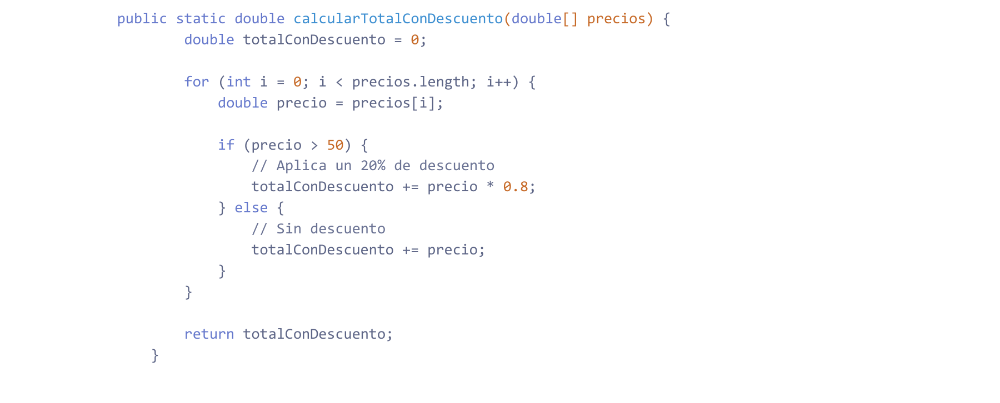 public static double calcularTotalConDescuento(double[] precios) {
        double totalConDescuento = 0;

        for (int i = 0; i < precios.length; i++) {
            double precio = precios[i];

            if (precio > 50) {
                // Aplica un 20% de descuento
                totalConDescuento += precio * 0.8;
            } else {
                // Sin descuento
                totalConDescuento += precio;
            }
        }

        return totalConDescuento;
    }